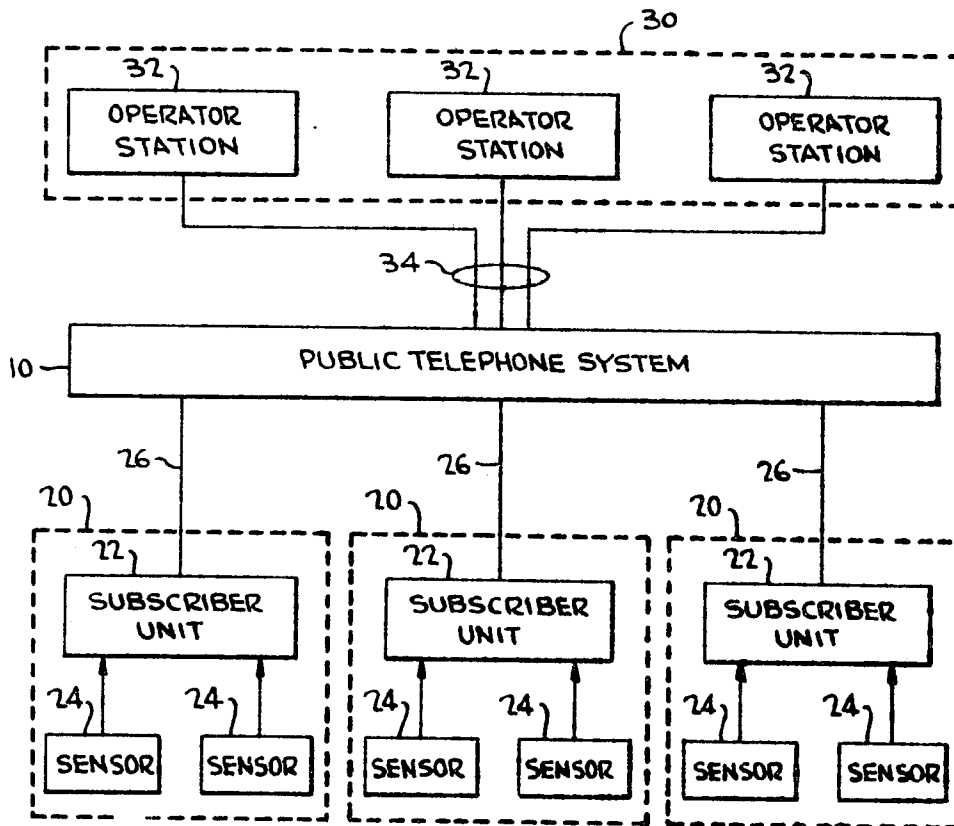 30
32 32 32
OPERATOR STATION
OPERATOR STATION
OPERATOR STATION
34
10
PUBLIC TELEPHONE SYSTEM
26 26 26
20 20 20
22 22 22
SUBSCRIBER UNIT
SUBSCRIBER UNIT
SUBSCRIBER UNIT
24 24 24 24 24 24
SENSOR SENSOR SENSOR SENSOR SENSOR SENSOR